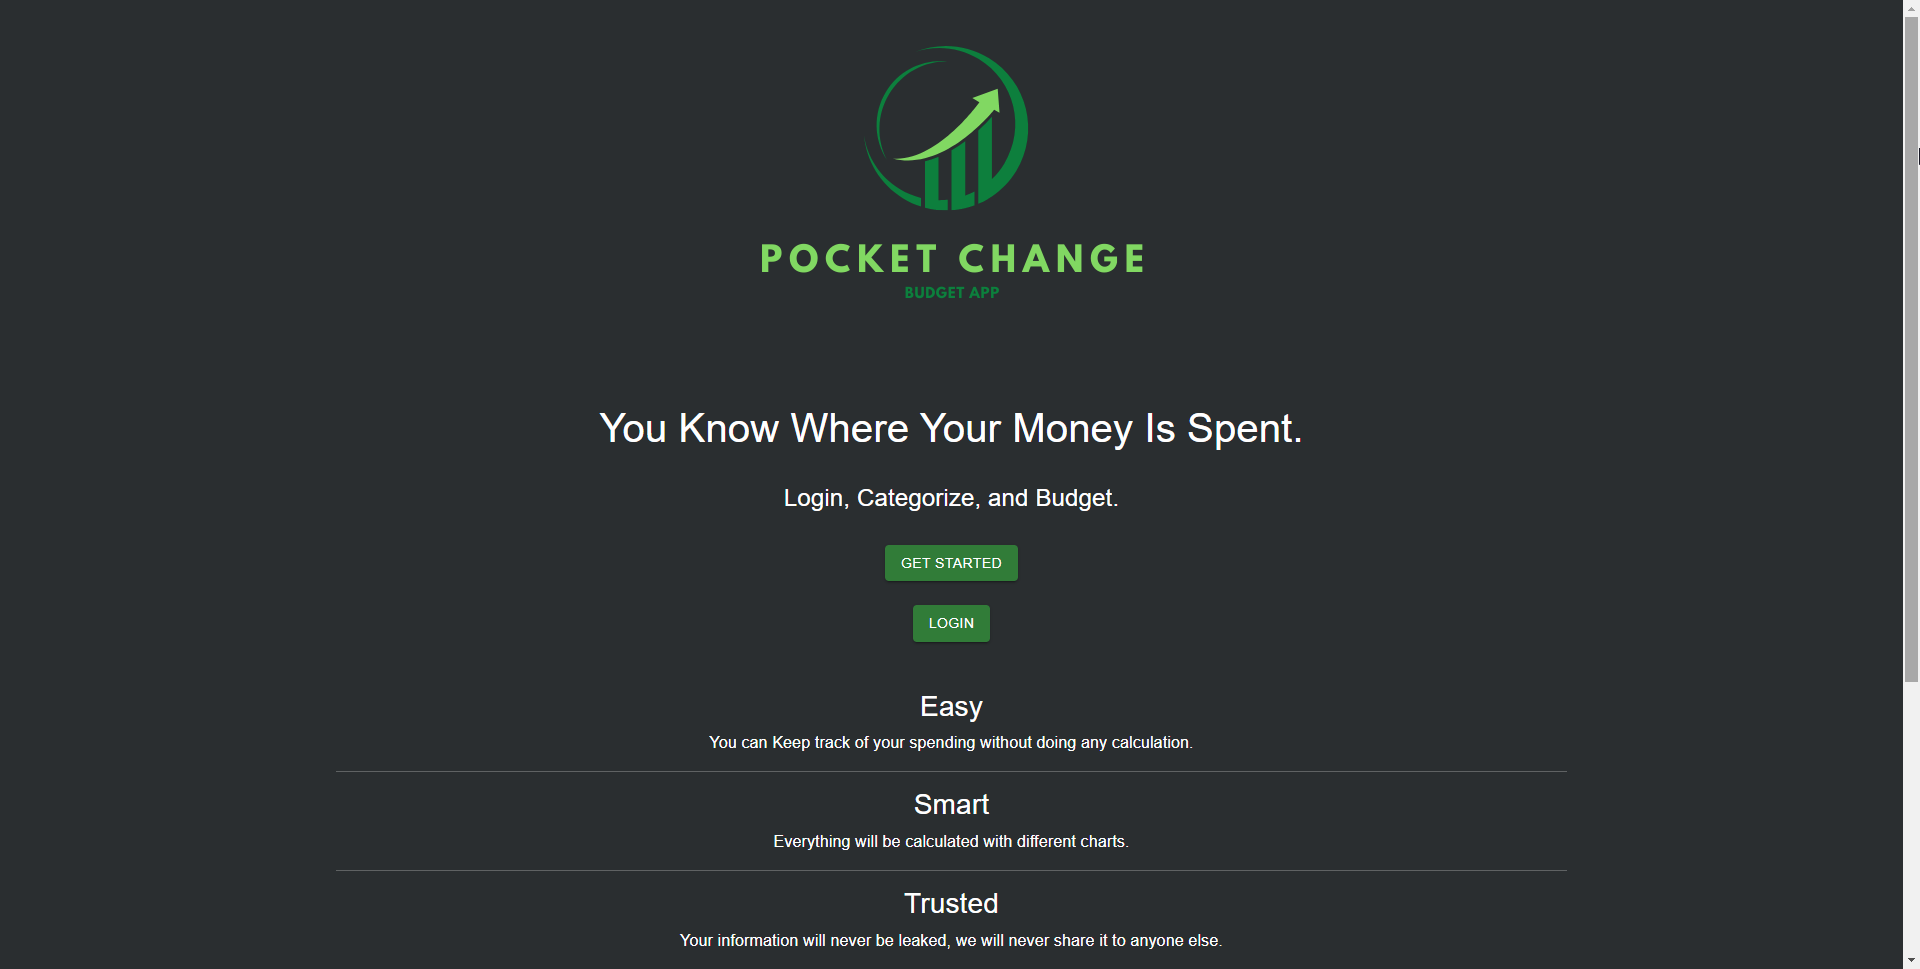 POCKET CHANGE
BUDGET APP
You Know Where Your Money Is Spent.
Login, Categorize, and Budget.
GET STARTED
LOGIN
Easy
You can Keep track of your spending without doing any calculation.
Smart
Everything will be calculated with different charts.
Trusted
Your information will never be leaked, we will never share it to anyone else.